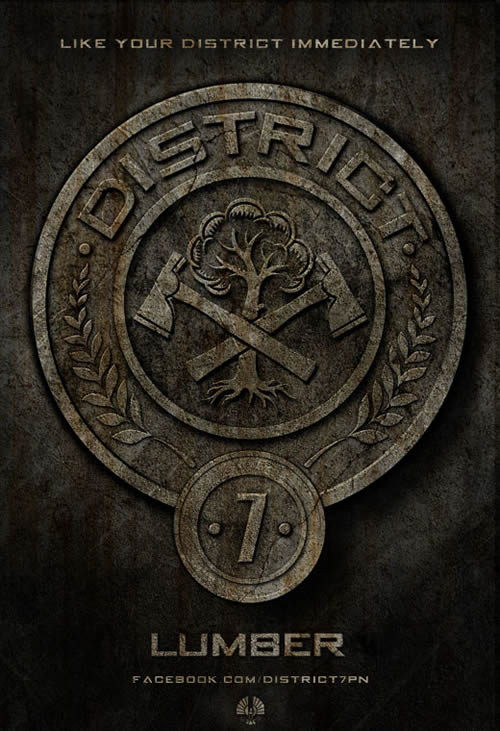 LIKE YOUR DISTRICT IMMEDIATELY
DISTRICT
7
LUMBER
FACEBOOK.COM/DISTRICT7PN